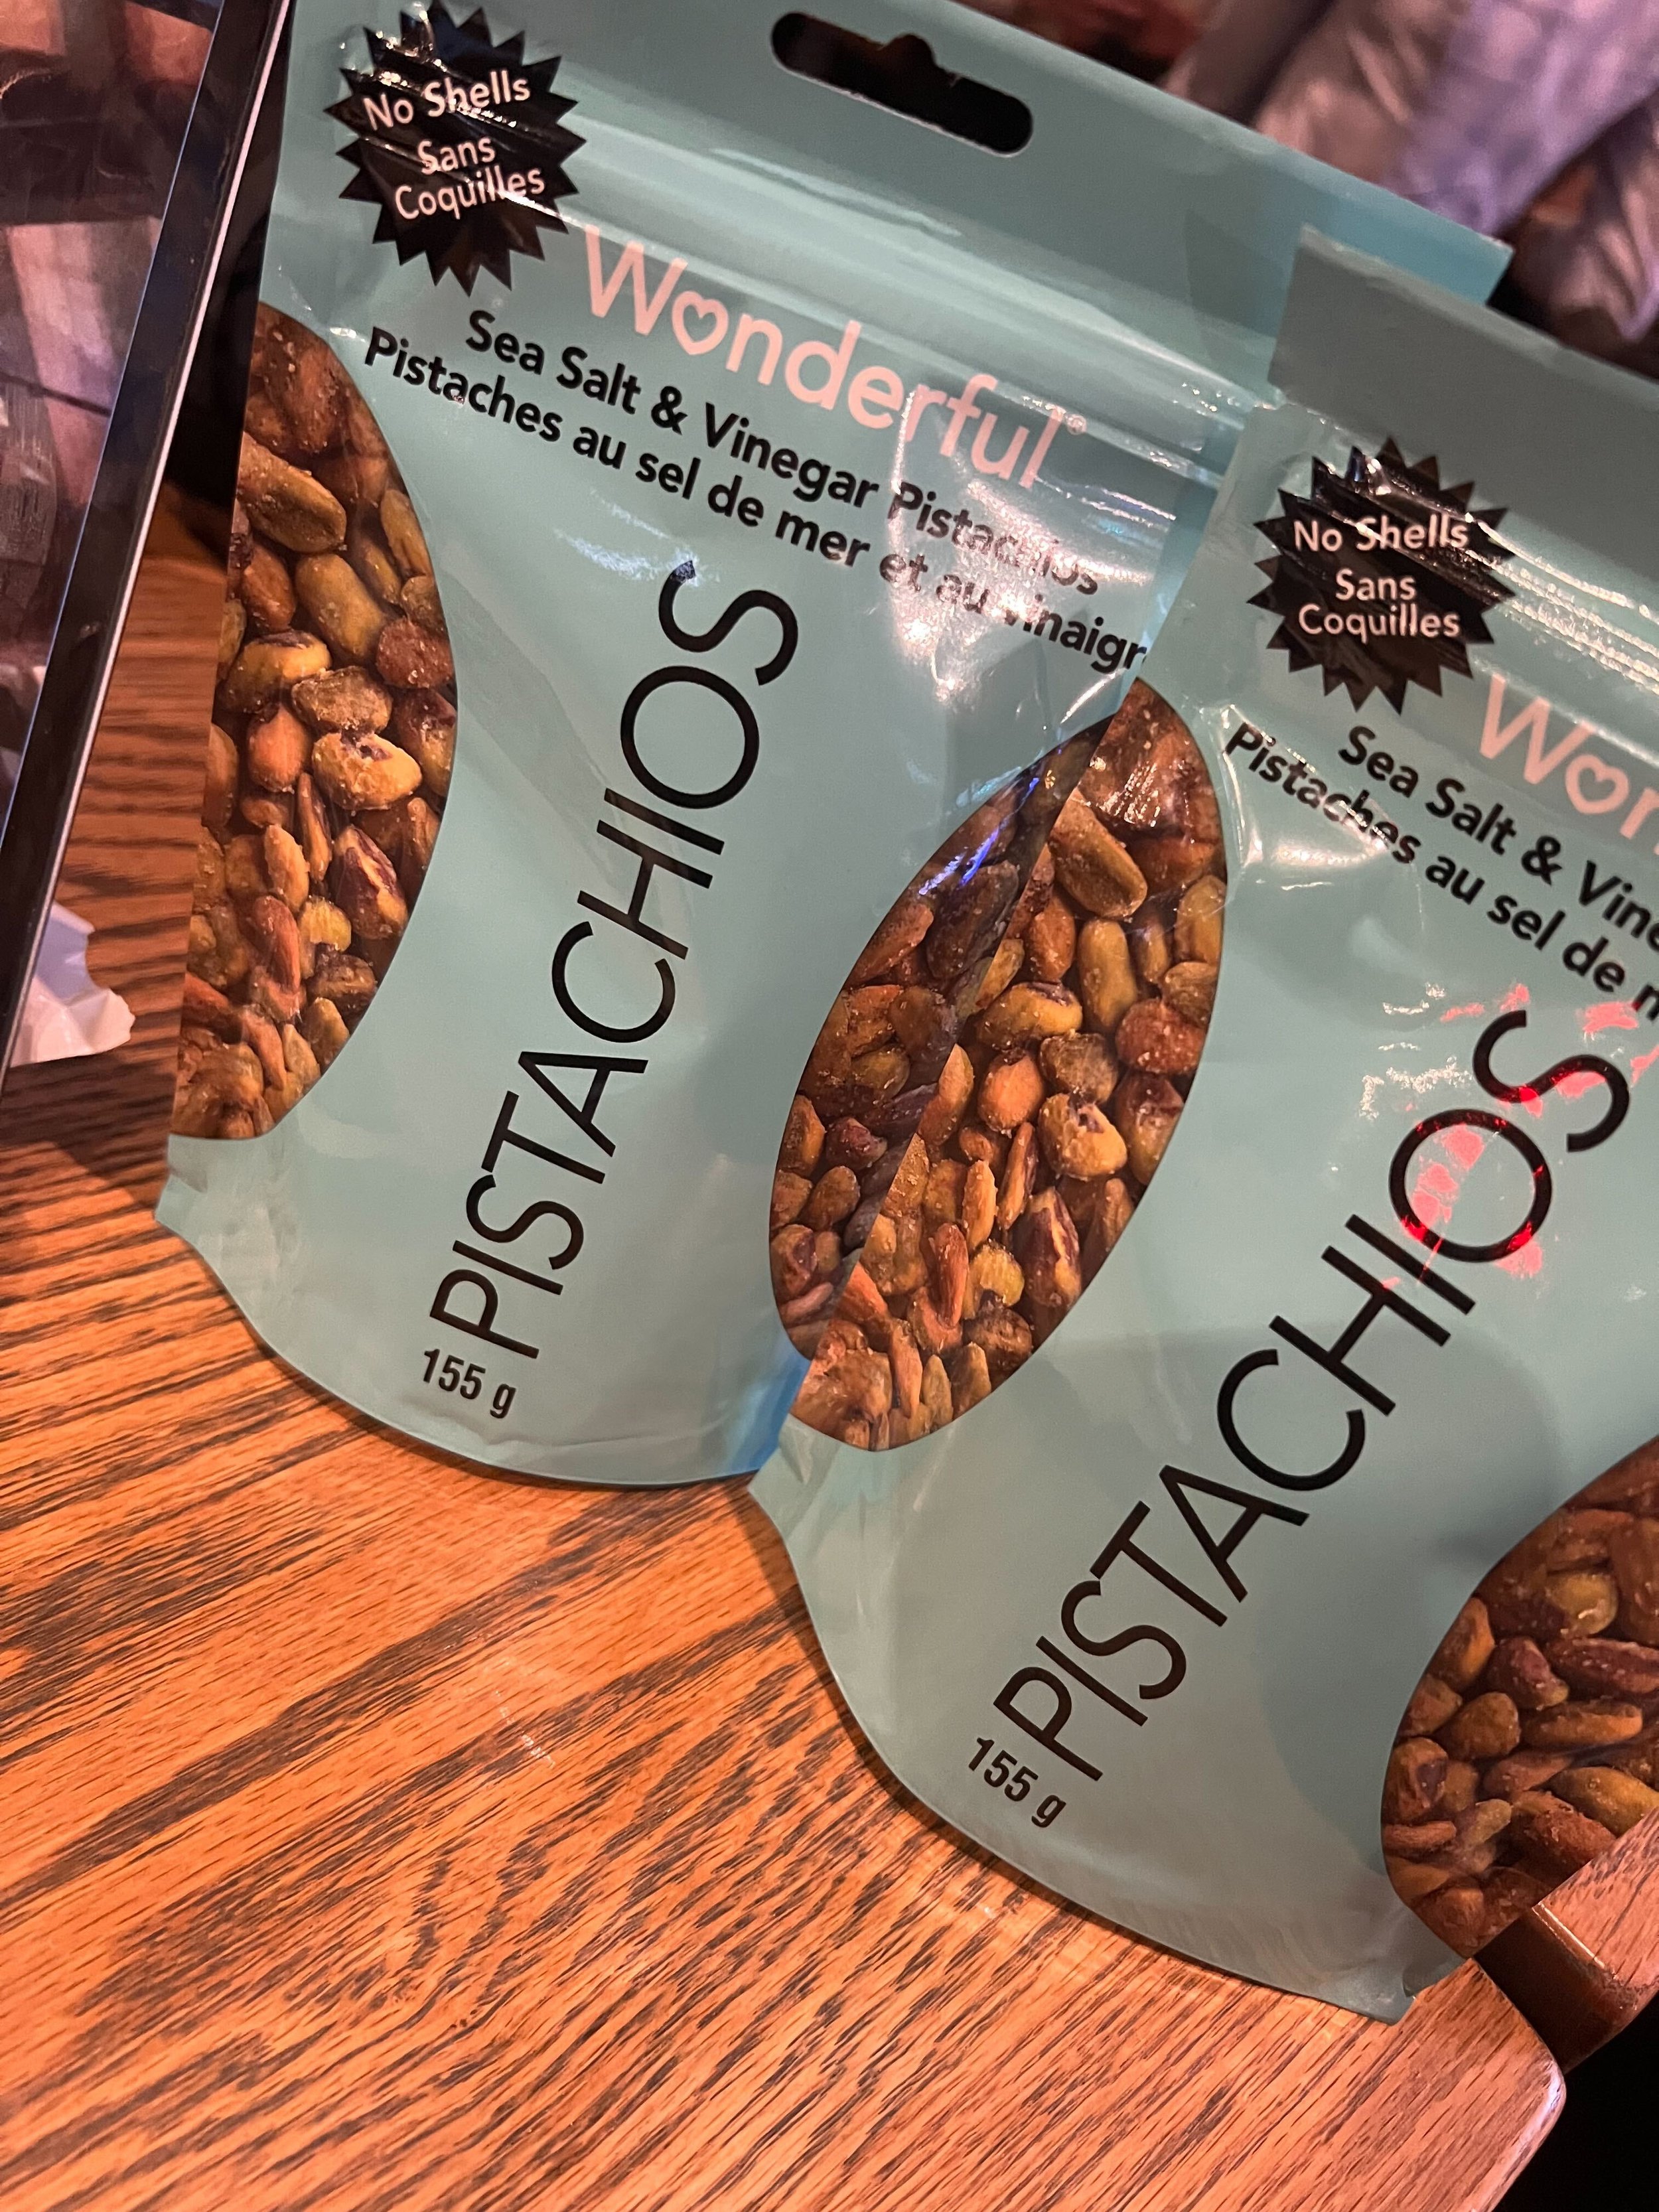 No Shells
Sans
Coquilles
Wonderful®
Sea Salt & Vinegar Pistachios
Pistaches au sel de mer et au vinaigr
PISTACHIOS
155 g
No Shells
Sans
Coquilles
Won
Sea Salt & Vine
Pistaches au sel de m
PISTACHIOS
155 g